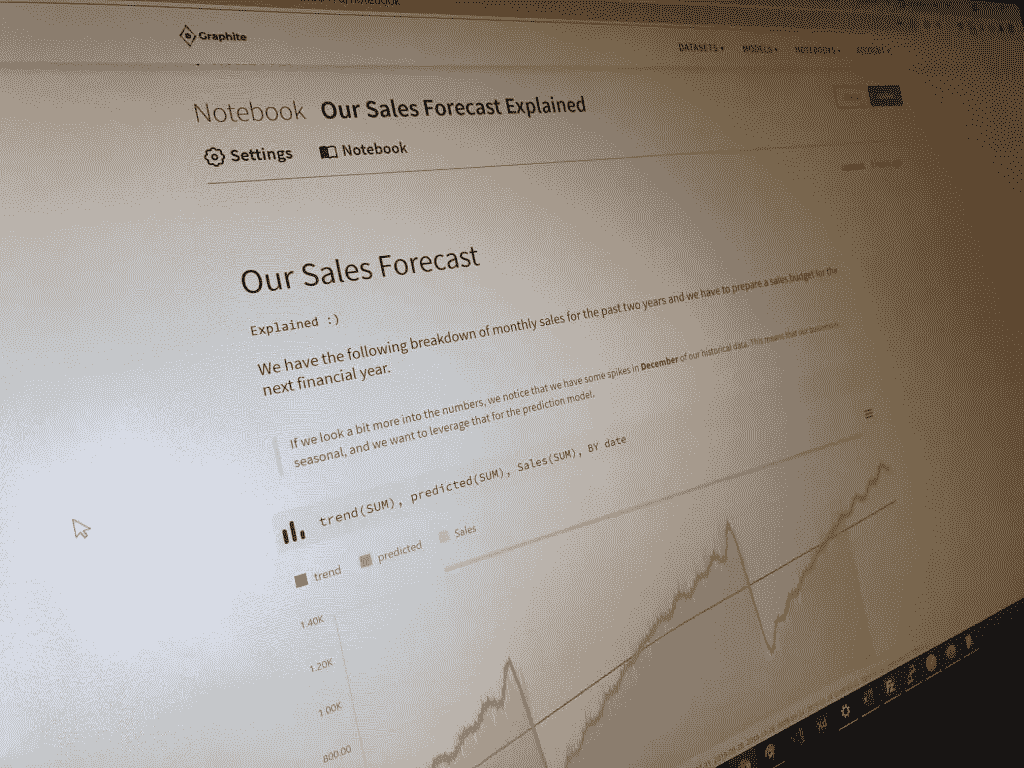 Graphite
DATASETS
MODELS
NOTEBOOKS
ACCOUNT
Notebook Our Sales Forecast Explained
Settings
Notebook
Our Sales Forecast
Explained :)
We have the following breakdown of monthly sales for the past two years and we have to prepare a sales budget for the
next financial year.
If we look a bit more into the numbers, we notice that we have some spikes in December of our historical data. This means that our business is
seasonal, and we want to leverage that for the prediction model.
trend(SUM), predicted(SUM), Sales(SUM), BY date
trend
predicted
Sales
1.40K
1.20K
1.00K
800.00